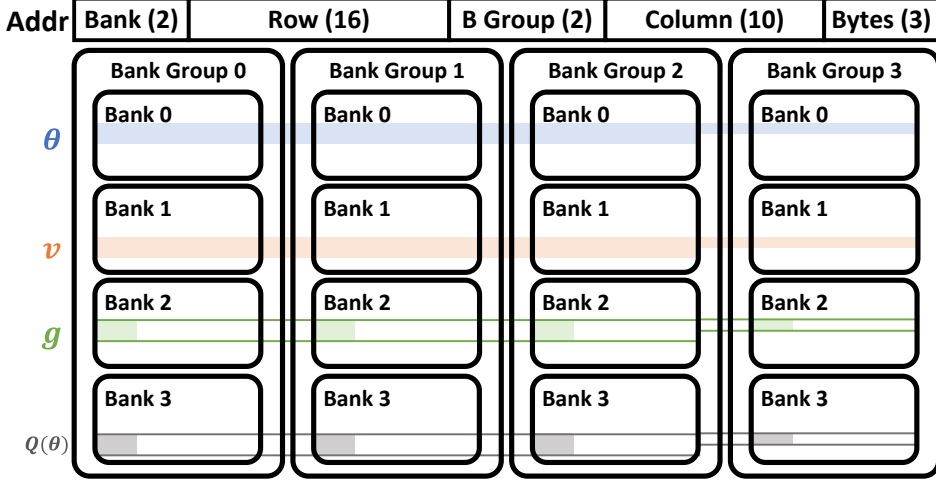 Addr Bank (2) Row (16) B Group (2) Column (10) Bytes (3)
Bank Group 0 Bank Group 1 Bank Group 2 Bank Group 3
θ Bank 0 Bank 0 Bank 0 Bank 0
v Bank 1 Bank 1 Bank 1 Bank 1
g Bank 2 Bank 2 Bank 2 Bank 2
Q(θ) Bank 3 Bank 3 Bank 3 Bank 3